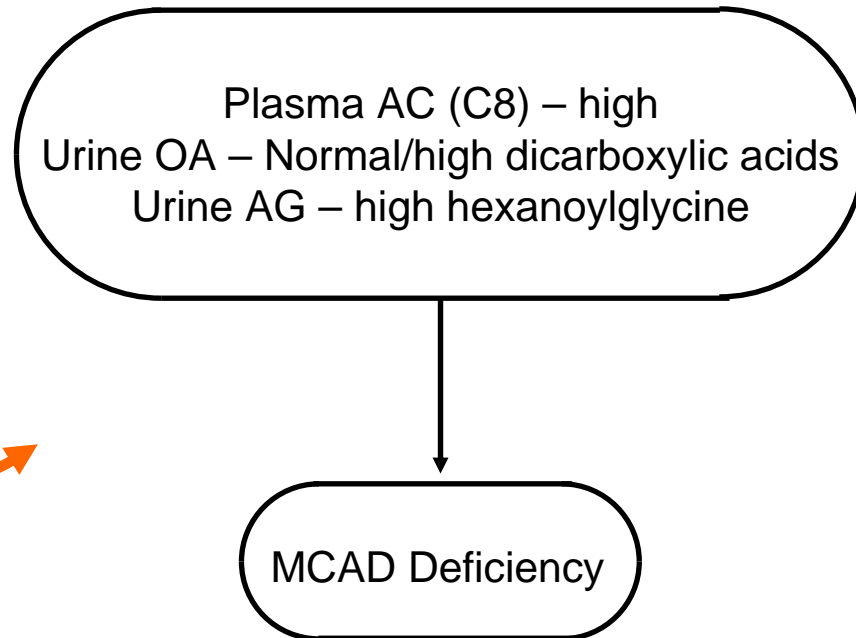 Plasma AC (C8) – high
Urine OA – Normal/high dicarboxylic acids
Urine AG – high hexanoylglycine
MCAD Deficiency